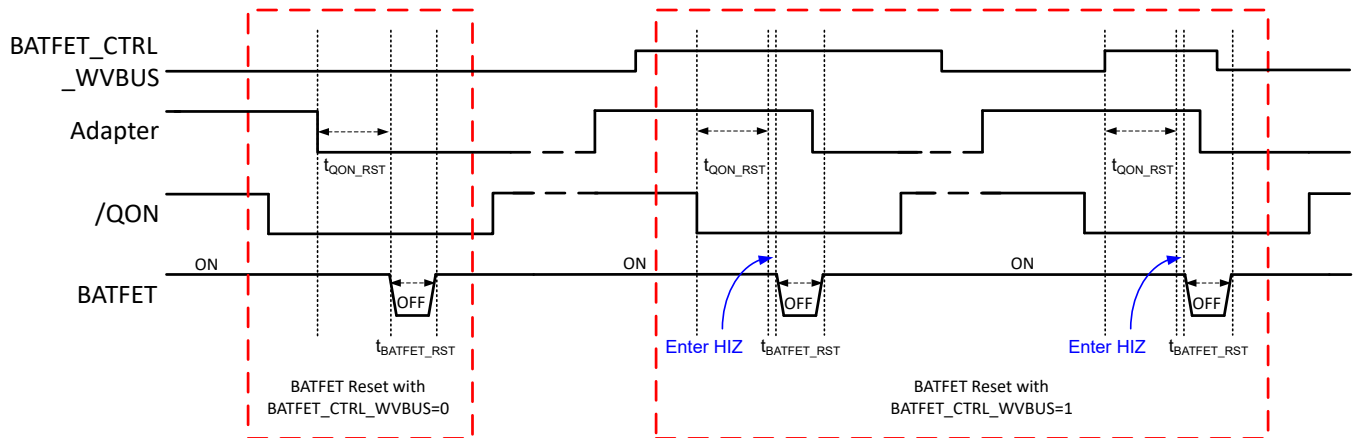 BATFET_CTRL
_WVBUS
Adapter
tQON_RST tQON_RST tQON_RST
/QON
ON ON ON
BATFET
OFF OFF OFF
Enter HIZ Enter HIZ
tBATFET_RST tBATFET_RST tBATFET_RST
BATFET Reset with
BATFET_CTRL_WVBUS=0
BATFET Reset with
BATFET_CTRL_WVBUS=1